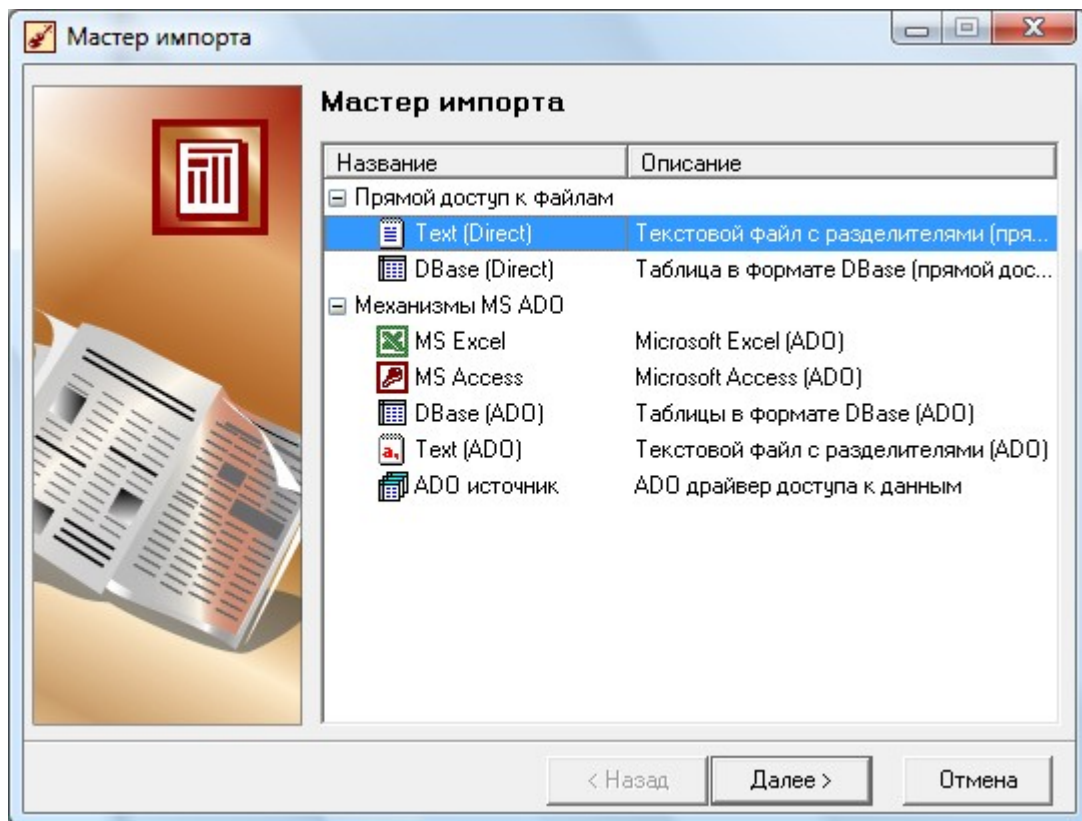 Мастер импорта
Мастер импорта
Название Описание
Прямой доступ к файлам
Text (Direct) Текстовой файл с разделителями (пря...
DBase (Direct) Таблица в формате DBase (прямой дос...
Механизмы MS ADO
MS Excel Microsoft Excel (ADO)
MS Access Microsoft Access (ADO)
DBase (ADO) Таблицы в формате DBase (ADO)
Text (ADO) Текстовой файл с разделителями (ADO)
ADO источник ADO драйвер доступа к данным
< Назад Далее > Отмена